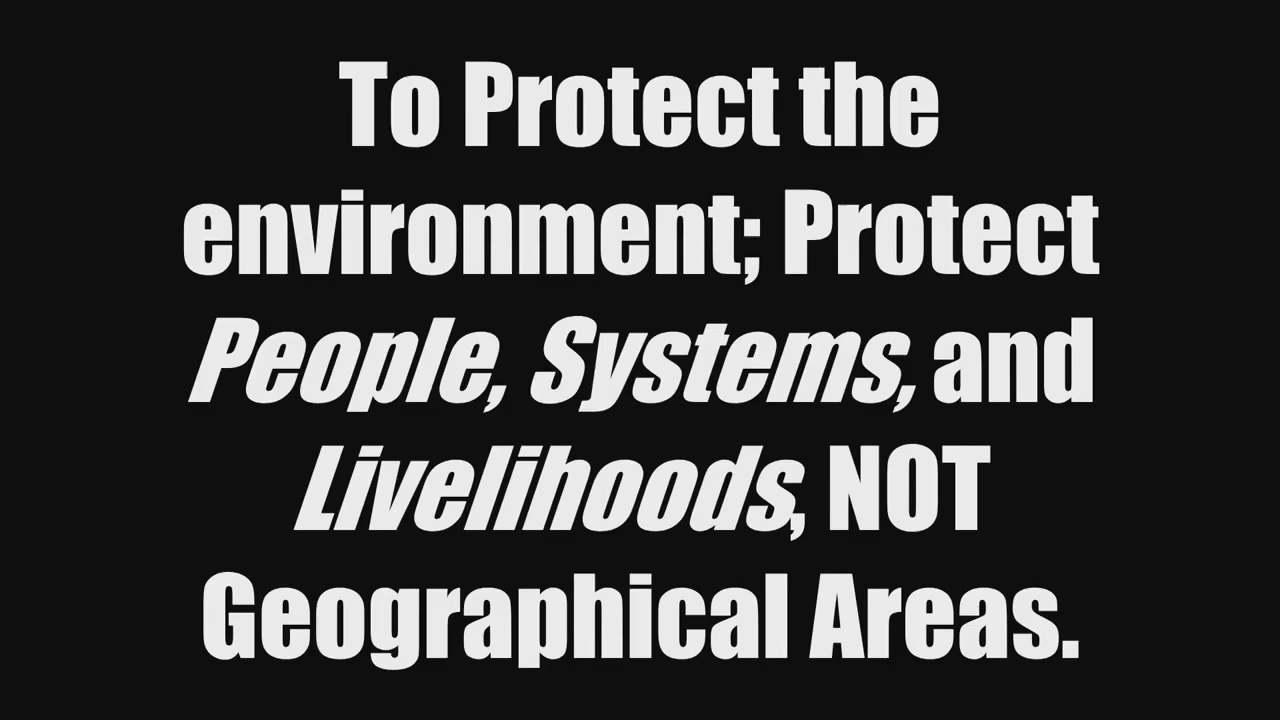 To Protect the
environment; Protect
People, Systems, and
Livelihoods, NOT
Geographical Areas.